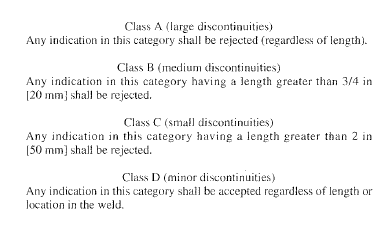 Class A (large discontinuities)
Any indication in this category shall be rejected (regardless of length).
Class B (medium discontinuities)
Any indication in this category having a length greater than 3/4 in
[20 mm] shall be rejected.
Class C (small discontinuities)
Any indication in this category having a length greater than 2 in
[50 mm] shall be rejected.
Class D (minor discontinuities)
Any indication in this category shall be accepted regardless of length or
location in the weld.